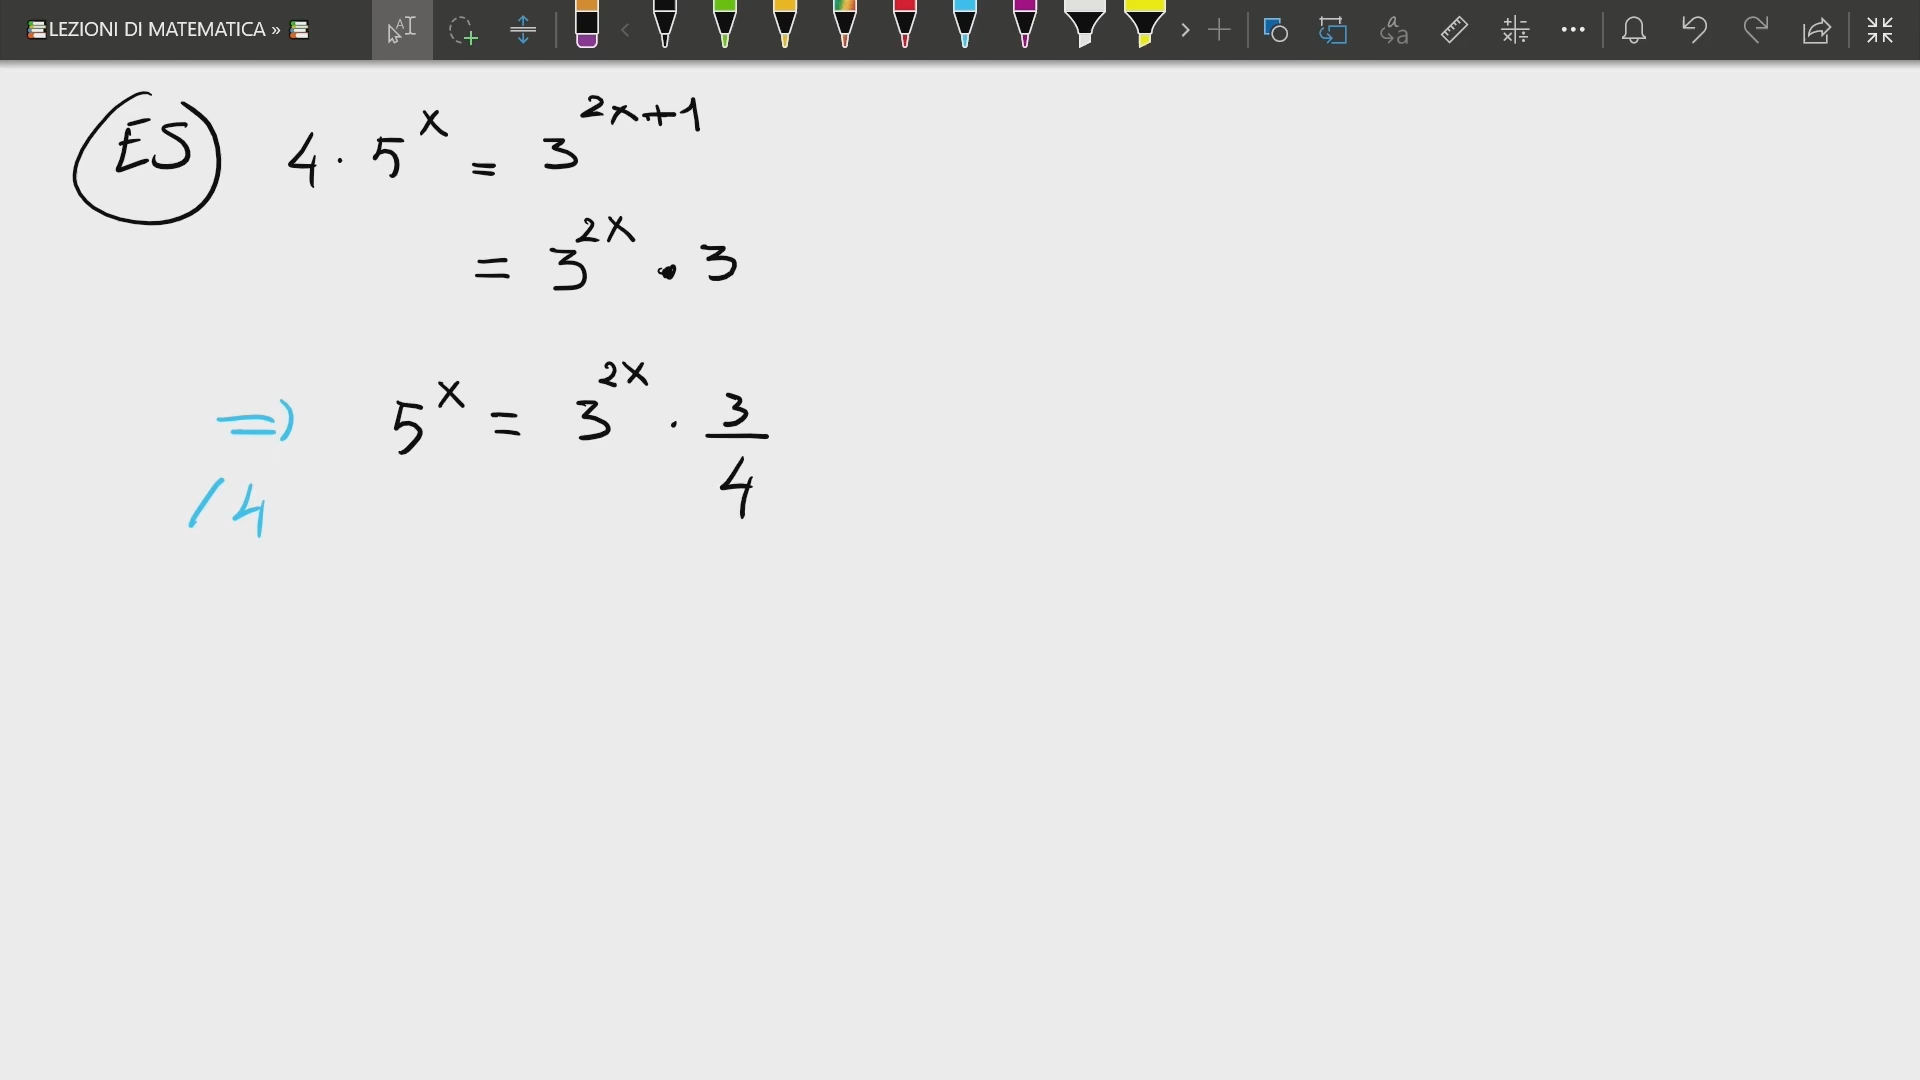 📚LEZIONI DI MATEMATICA » 📚
ES 4 · 5^x = 3^{2x+1}
= 3^{2x} · 3
⇒ 5^x = 3^{2x} · 3/4
/4